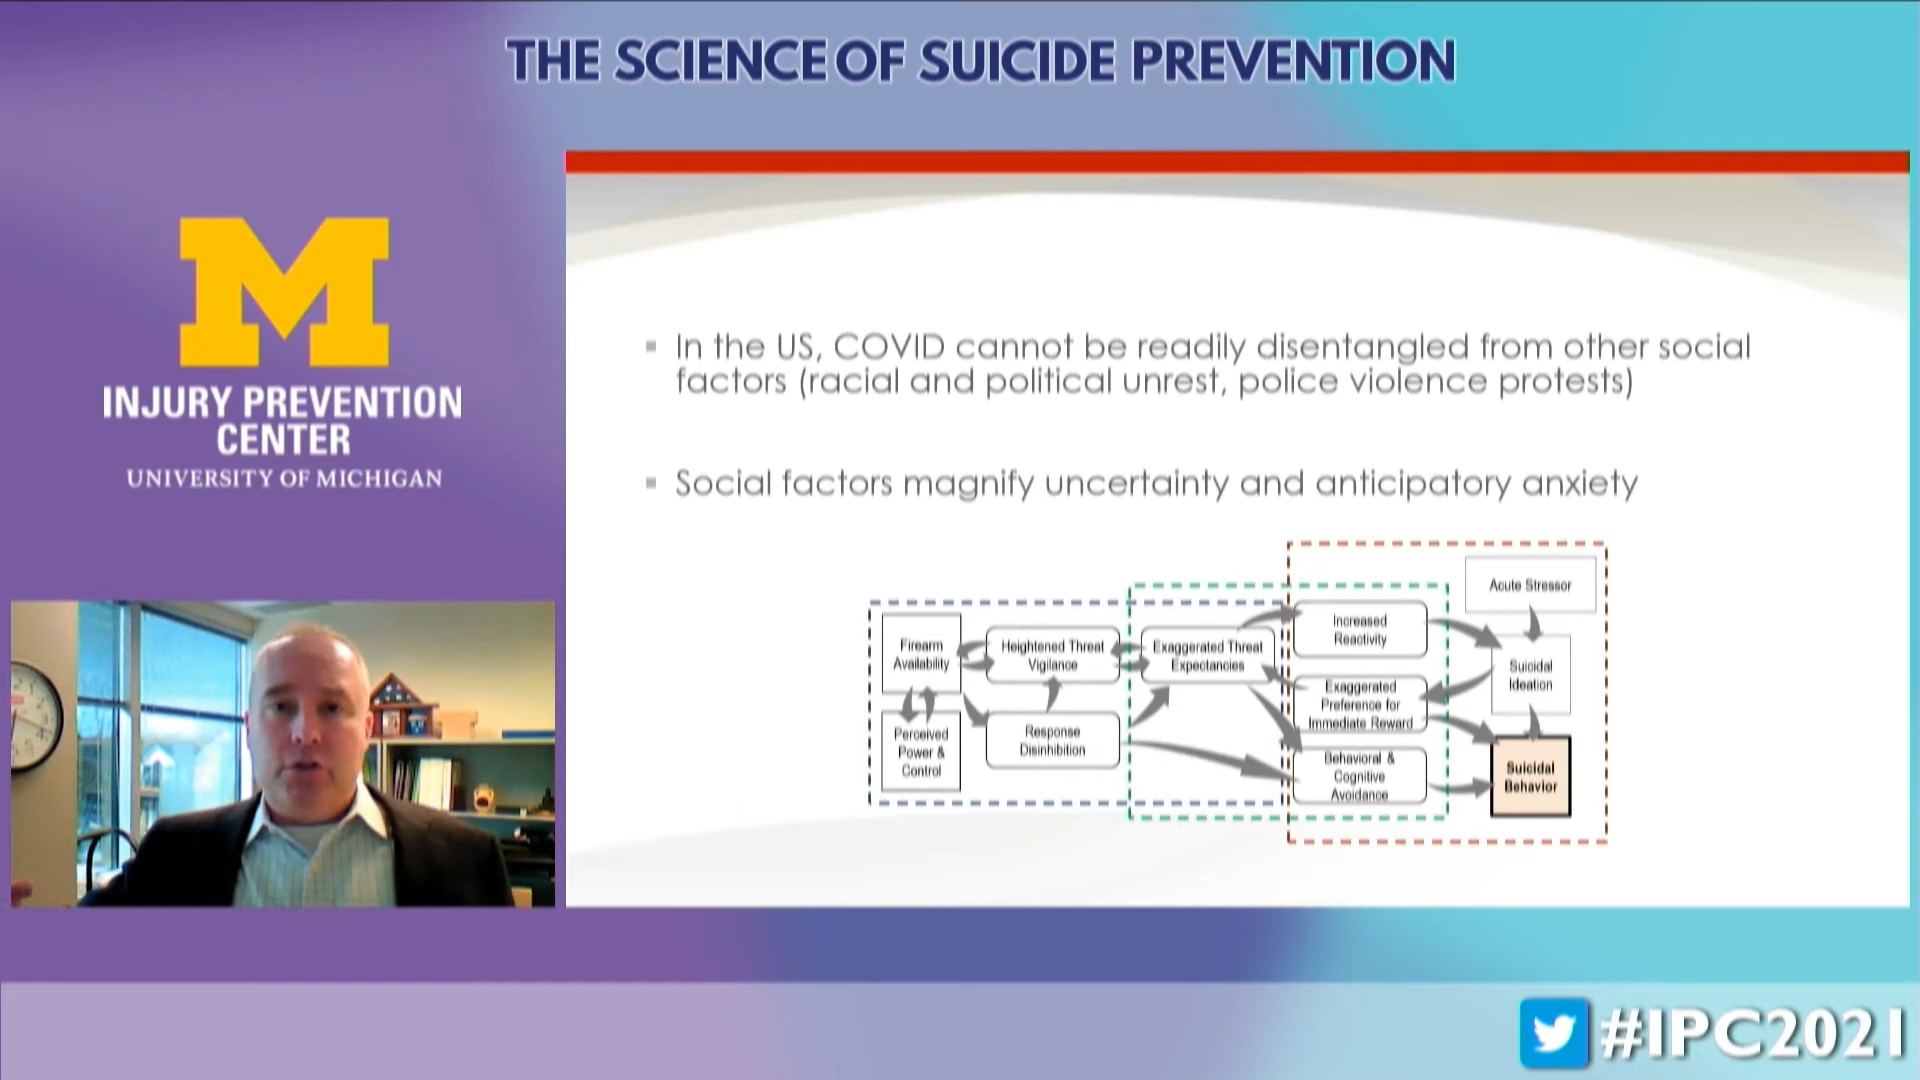 THE SCIENCE OF SUICIDE PREVENTION
M
INJURY PREVENTION
CENTER
UNIVERSITY OF MICHIGAN
▪ In the US, COVID cannot be readily disentangled from other social
factors (racial and political unrest, police violence protests)
▪ Social factors magnify uncertainty and anticipatory anxiety
Firearm
Availability
Perceived
Power &
Control
Heightened Threat
Vigilance
Response
Disinhibition
Exaggerated Threat
Expectancies
Increased
Reactivity
Exaggerated
Preference for
Immediate Reward
Behavioral &
Cognitive
Avoidance
Acute Stressor
Suicidal
Ideation
Suicidal
Behavior
#IPC2021